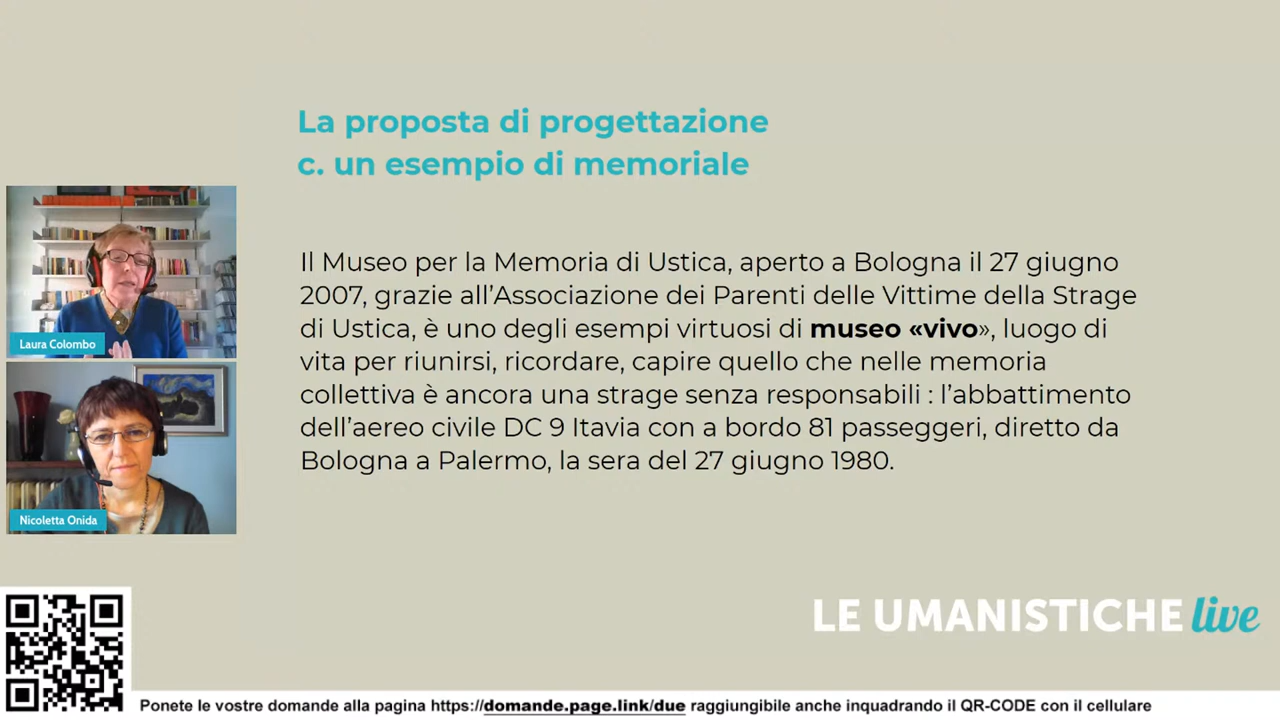 La proposta di progettazione
c. un esempio di memoriale
Il Museo per la Memoria di Ustica, aperto a Bologna il 27 giugno
2007, grazie all'Associazione dei Parenti delle Vittime della Strage
di Ustica, è uno degli esempi virtuosi di museo «vivo», luogo di
vita per riunirsi, ricordare, capire quello che nelle memoria
collettiva è ancora una strage senza responsabili : l'abbattimento
dell'aereo civile DC 9 Itavia con a bordo 81 passeggeri, diretto da
Bologna a Palermo, la sera del 27 giugno 1980.
Laura Colombo
Nicoletta Onida
LE UMANISTICHE live
Ponete le vostre domande alla pagina https://domande.page.link/due raggiungibile anche inquadrando il QR-CODE con il cellulare